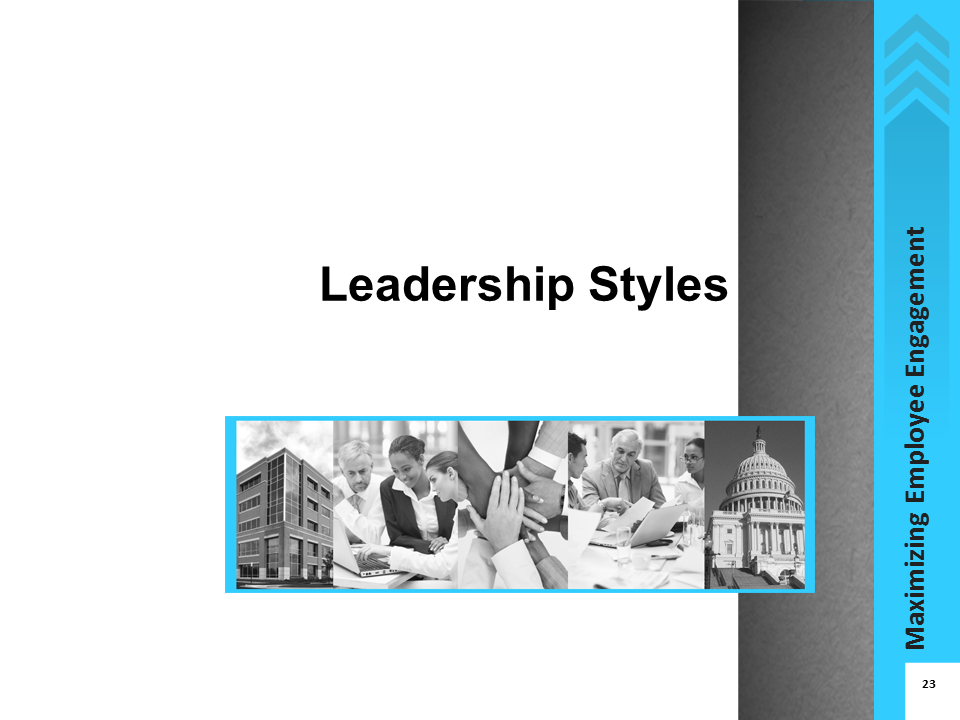 Leadership Styles
Maximizing Employee Engagement
23